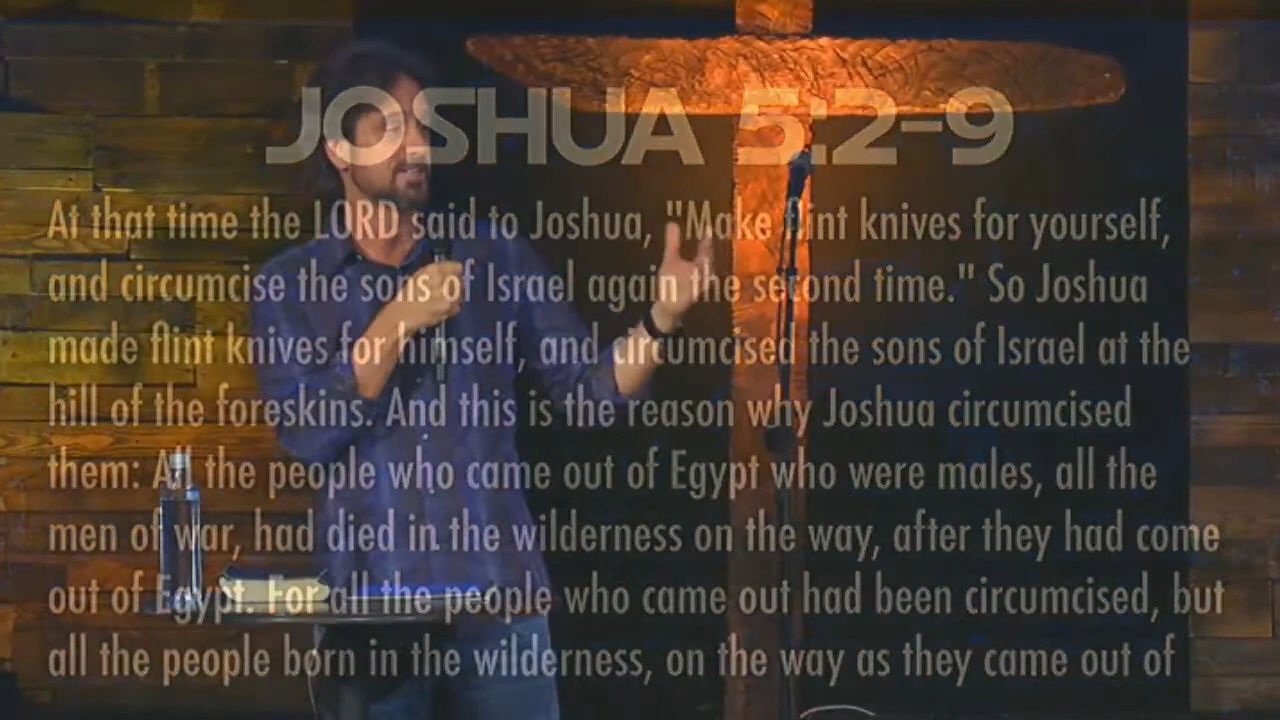 JOSHUA 5:2-9
At that time the LORD said to Joshua, "Make flint knives for yourself,
and circumcise the sons of Israel again the second time." So Joshua
made flint knives for himself, and circumcised the sons of Israel at the
hill of the foreskins. And this is the reason why Joshua circumcised
them: All the people who came out of Egypt who were males, all the
men of war, had died in the wilderness on the way, after they had come
out of Egypt. For all the people who came out had been circumcised, but
all the people born in the wilderness, on the way as they came out of